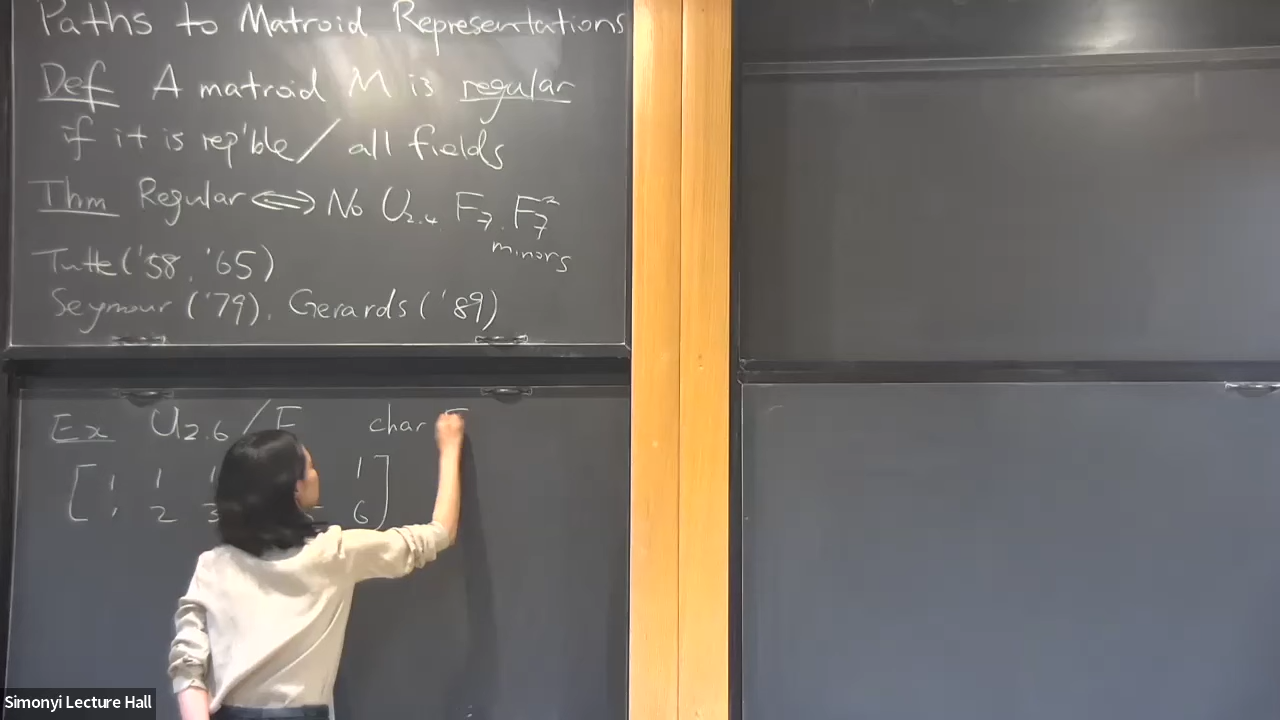 Paths to Matroid Representations
Def A matroid M is regular
if it is rep'ble / all fields
Thm Regular ⟺ No U₂.₄, F₇, F₇*
minors
Tutte ('58, '65)
Seymour ('79), Gerards ('89)
Ex U₂.₆ / F char
1 1 1
1 2 3 6
Simonyi Lecture Hall